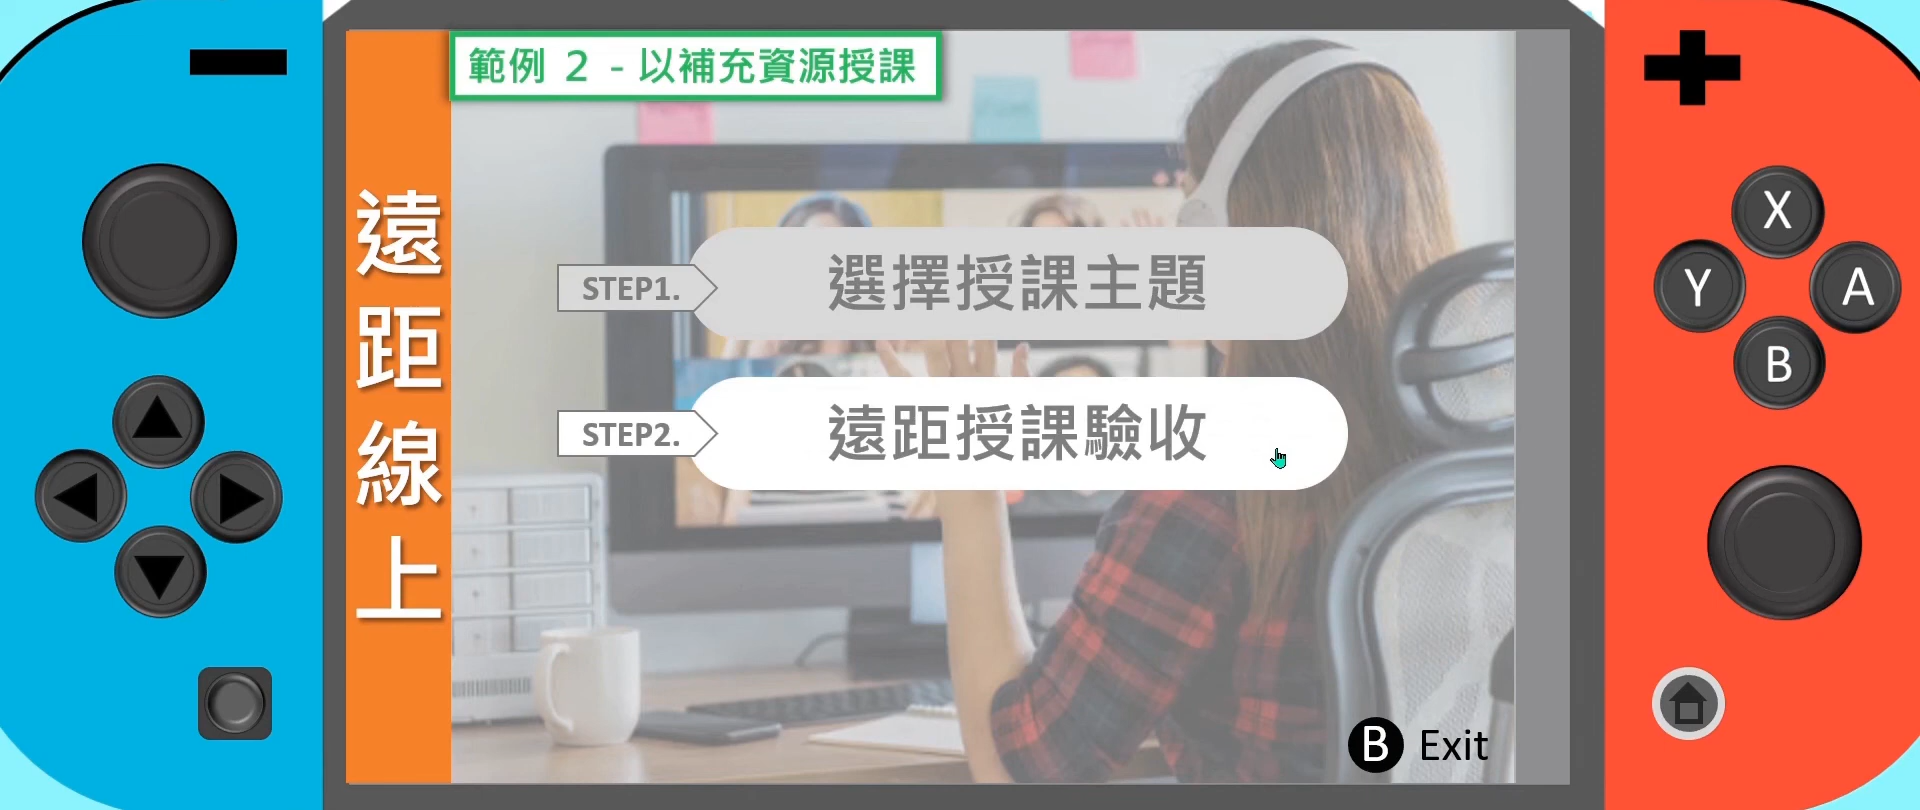 範例 2 - 以補充資源授課
遠距線上
STEP1.
選擇授課主題
STEP2.
遠距授課驗收
B Exit
X
Y
A
B